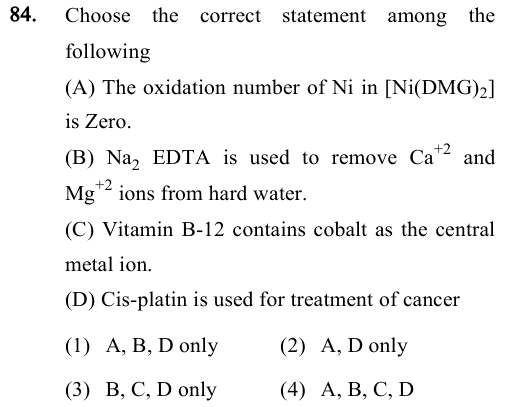 84. Choose the correct statement among the
following
(A) The oxidation number of Ni in [Ni(DMG)₂]
is Zero.
(B) Na₂ EDTA is used to remove Ca⁺² and
Mg⁺² ions from hard water.
(C) Vitamin B-12 contains cobalt as the central
metal ion.
(D) Cis-platin is used for treatment of cancer
(1) A, B, D only (2) A, D only
(3) B, C, D only (4) A, B, C, D